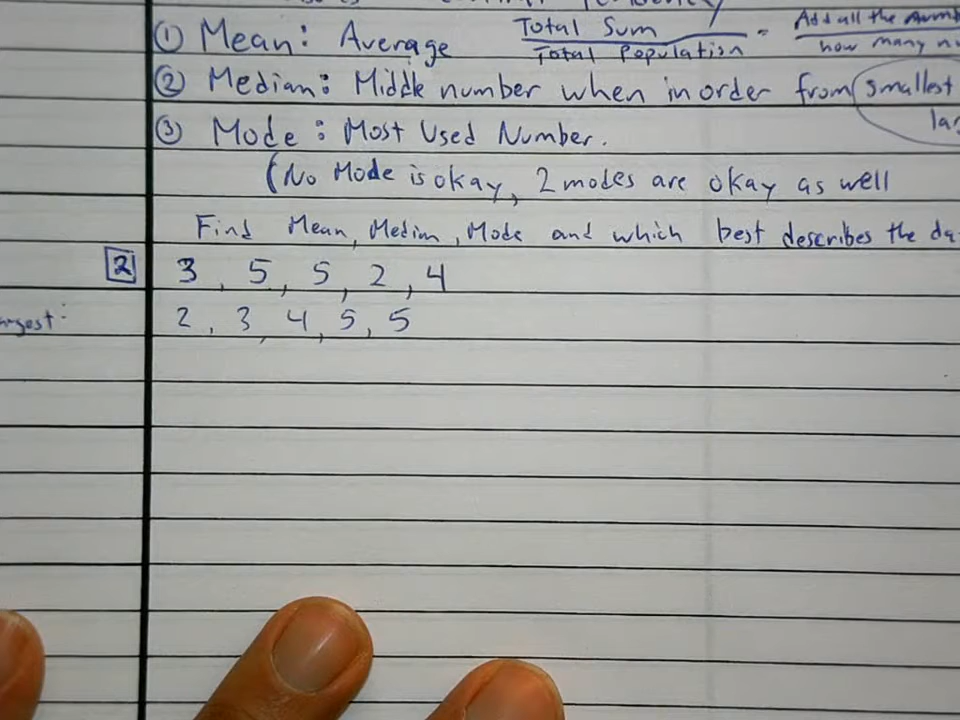 ① Mean: Average Total Sum / Total Population = Add all the / how many
② Median: Middle number when in order from smallest
③ Mode: Most Used Number.
(No Mode is okay, 2 modes are okay as well
Find Mean, Median, Mode and which best describes the
2 3, 5, 5, 2, 4
2, 3, 4, 5, 5